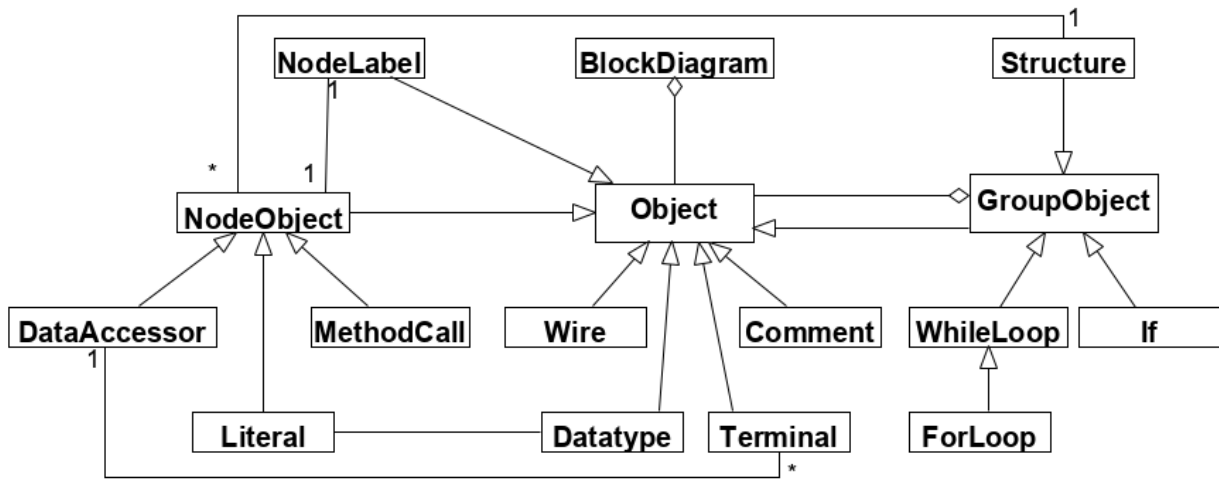 1
NodeLabel
BlockDiagram
Structure
1
*
1
NodeObject
Object
GroupObject
DataAccessor
MethodCall
Wire
Comment
WhileLoop
If
1
Literal
Datatype
Terminal
ForLoop
*